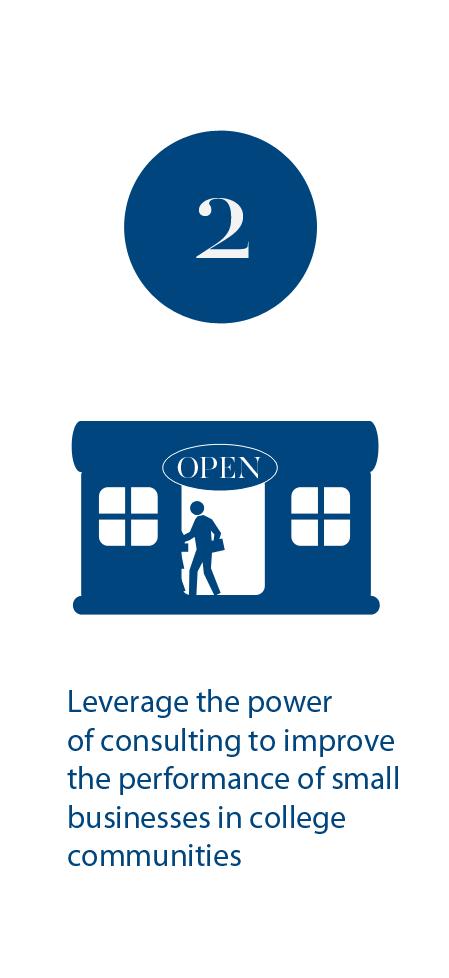 2
OPEN
Leverage the power
of consulting to improve
the performance of small
businesses in college
communities